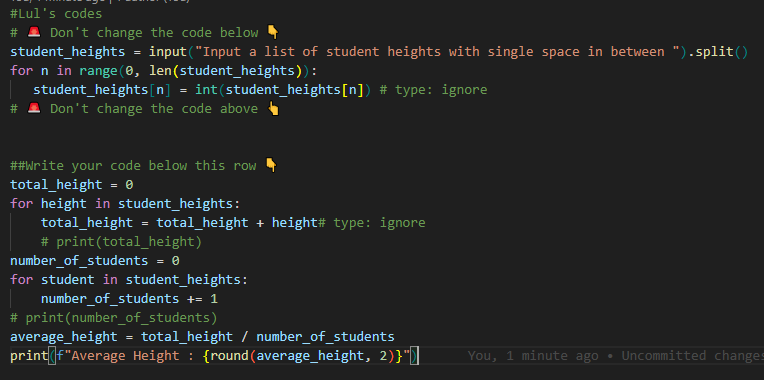 #Lul's codes
# 🚨 Don't change the code below 👇
student_heights = input("Input a list of student heights with single space in between ").split()
for n in range(0, len(student_heights)):
   student_heights[n] = int(student_heights[n]) # type: ignore
# 🚨 Don't change the code above 👆
##Write your code below this row 👇
total_height = 0
for height in student_heights:
    total_height = total_height + height# type: ignore
    # print(total_height)
number_of_students = 0
for student in student_heights:
    number_of_students += 1
# print(number_of_students)
average_height = total_height / number_of_students
print(f"Average Height : {round(average_height, 2)}") You, 1 minute ago • Uncommitted changes